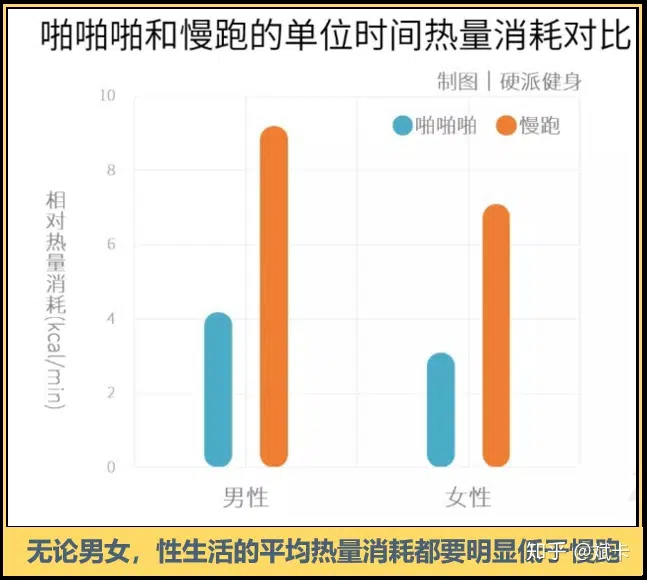 啪啪啪和慢跑的单位时间热量消耗对比
制图｜硬派健身
啪啪啪 慢跑
相对热量消耗(kcal/min)
10
8
6
4
2
0
男性 女性
无论男女，性生活的平均热量消耗都要明显低于慢跑
知乎 @斌卡